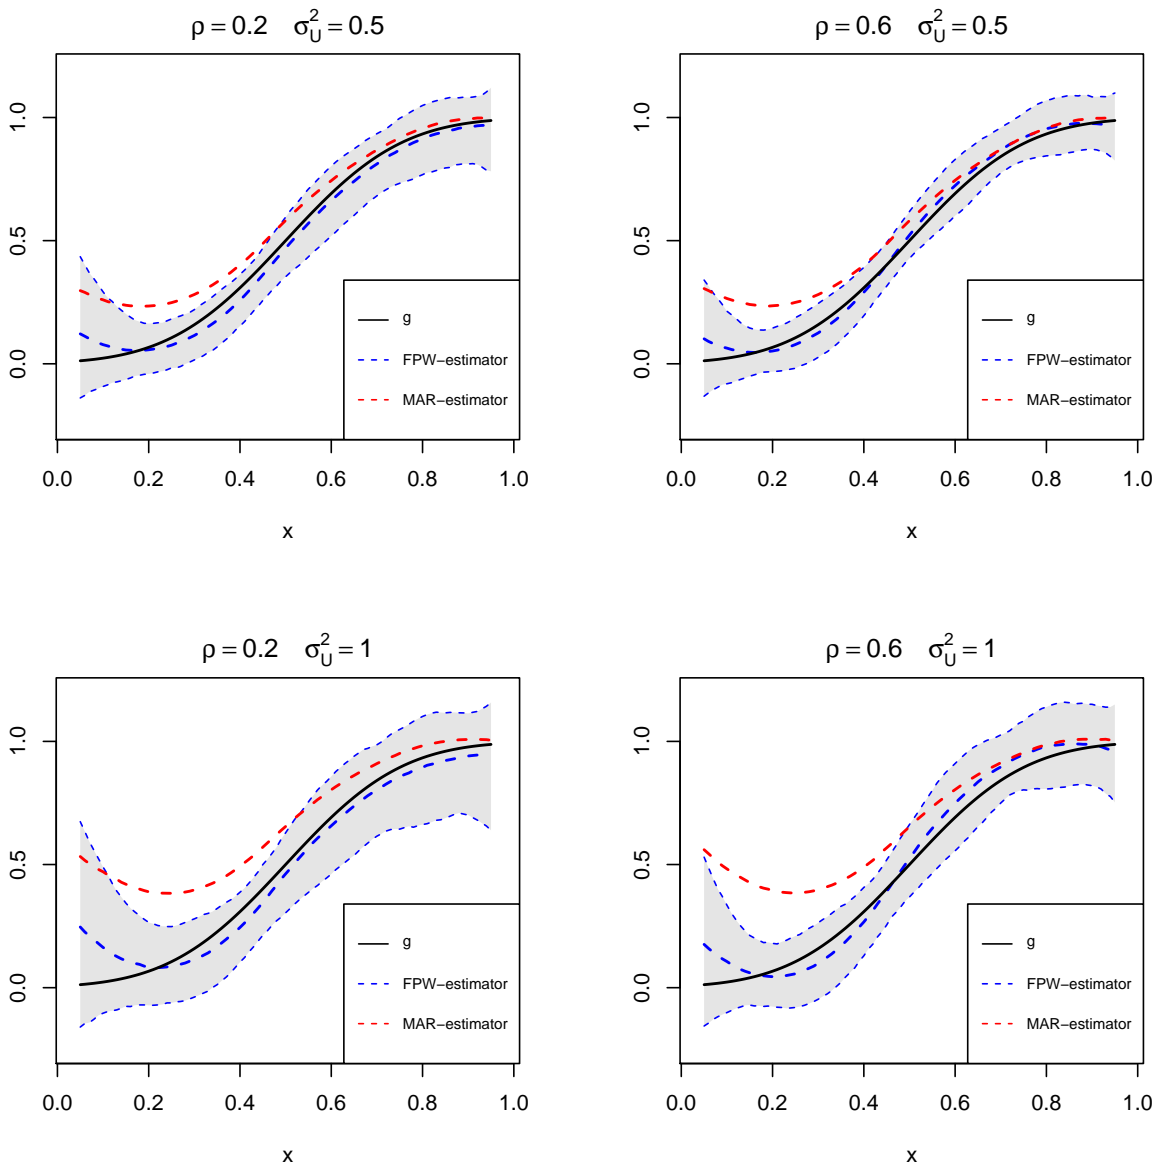 ρ = 0.2 σ²_U = 0.5
1.0
0.5
0.0
g
FPW−estimator
MAR−estimator
0.0 0.2 0.4 0.6 0.8 1.0
x
ρ = 0.6 σ²_U = 0.5
1.0
0.5
0.0
g
FPW−estimator
MAR−estimator
0.0 0.2 0.4 0.6 0.8 1.0
x
ρ = 0.2 σ²_U = 1
1.0
0.5
0.0
g
FPW−estimator
MAR−estimator
0.0 0.2 0.4 0.6 0.8 1.0
x
ρ = 0.6 σ²_U = 1
1.0
0.5
0.0
g
FPW−estimator
MAR−estimator
0.0 0.2 0.4 0.6 0.8 1.0
x